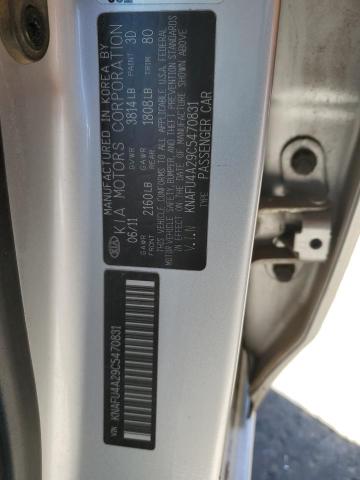 MANUFACTURED IN KOREA BY
KIA KIA MOTORS CORPORATION
06/11 GVWR 3814LB PAINT 3D
GAWR FRONT 2160LB GAWR REAR 1808LB TRIM 80
THIS VEHICLE CONFORMS TO ALL APPLICABLE U.S.A. FEDERAL
MOTOR VEHICLE SAFETY, BUMPER, AND THEFT PREVENTION STANDARDS
IN EFFECT ON THE DATE OF MANUFACTURE SHOWN ABOVE
V.I.N KNAFU4A29C5470831
TYPE PASSENGER CAR
VIN: KNAFU4A29C5470831